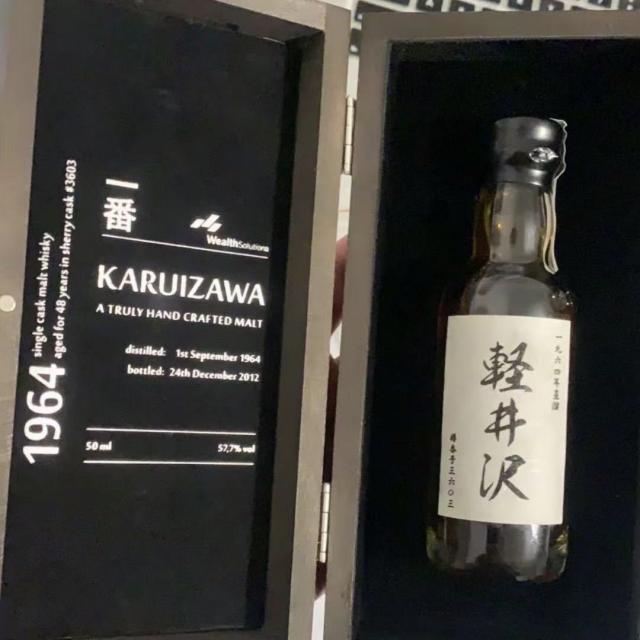 1964
single cask malt whisky
aged for 48 years in sherry cask #3603
一番
WealthSolutions
KARUIZAWA
A TRULY HAND CRAFTED MALT
distilled: 1st September 1964
bottled: 24th December 2012
50 ml 57,7% vol
一九六四年蒸溜
軽井沢
樽番号三六〇三